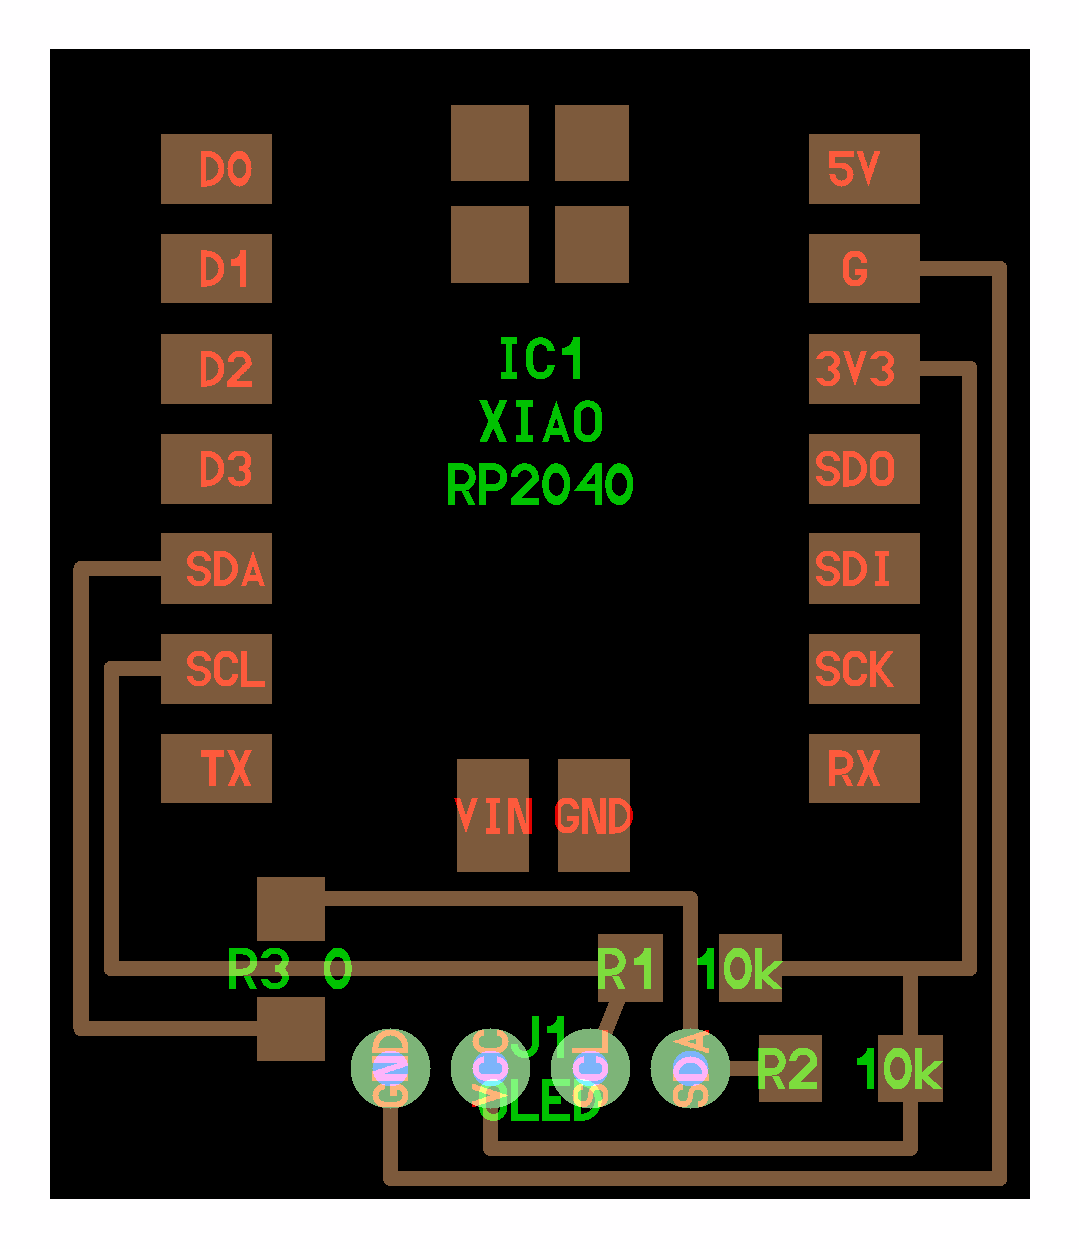 D0
5V
D1
G
IC1
D2
3V3
XIAO
D3
SDO
RP2040
SDA
SDI
SCL
SCK
TX
RX
VIN GND
R3 0
R1 10k
J1
GND
VCC
SCL
SDA
R2 10k
OLED